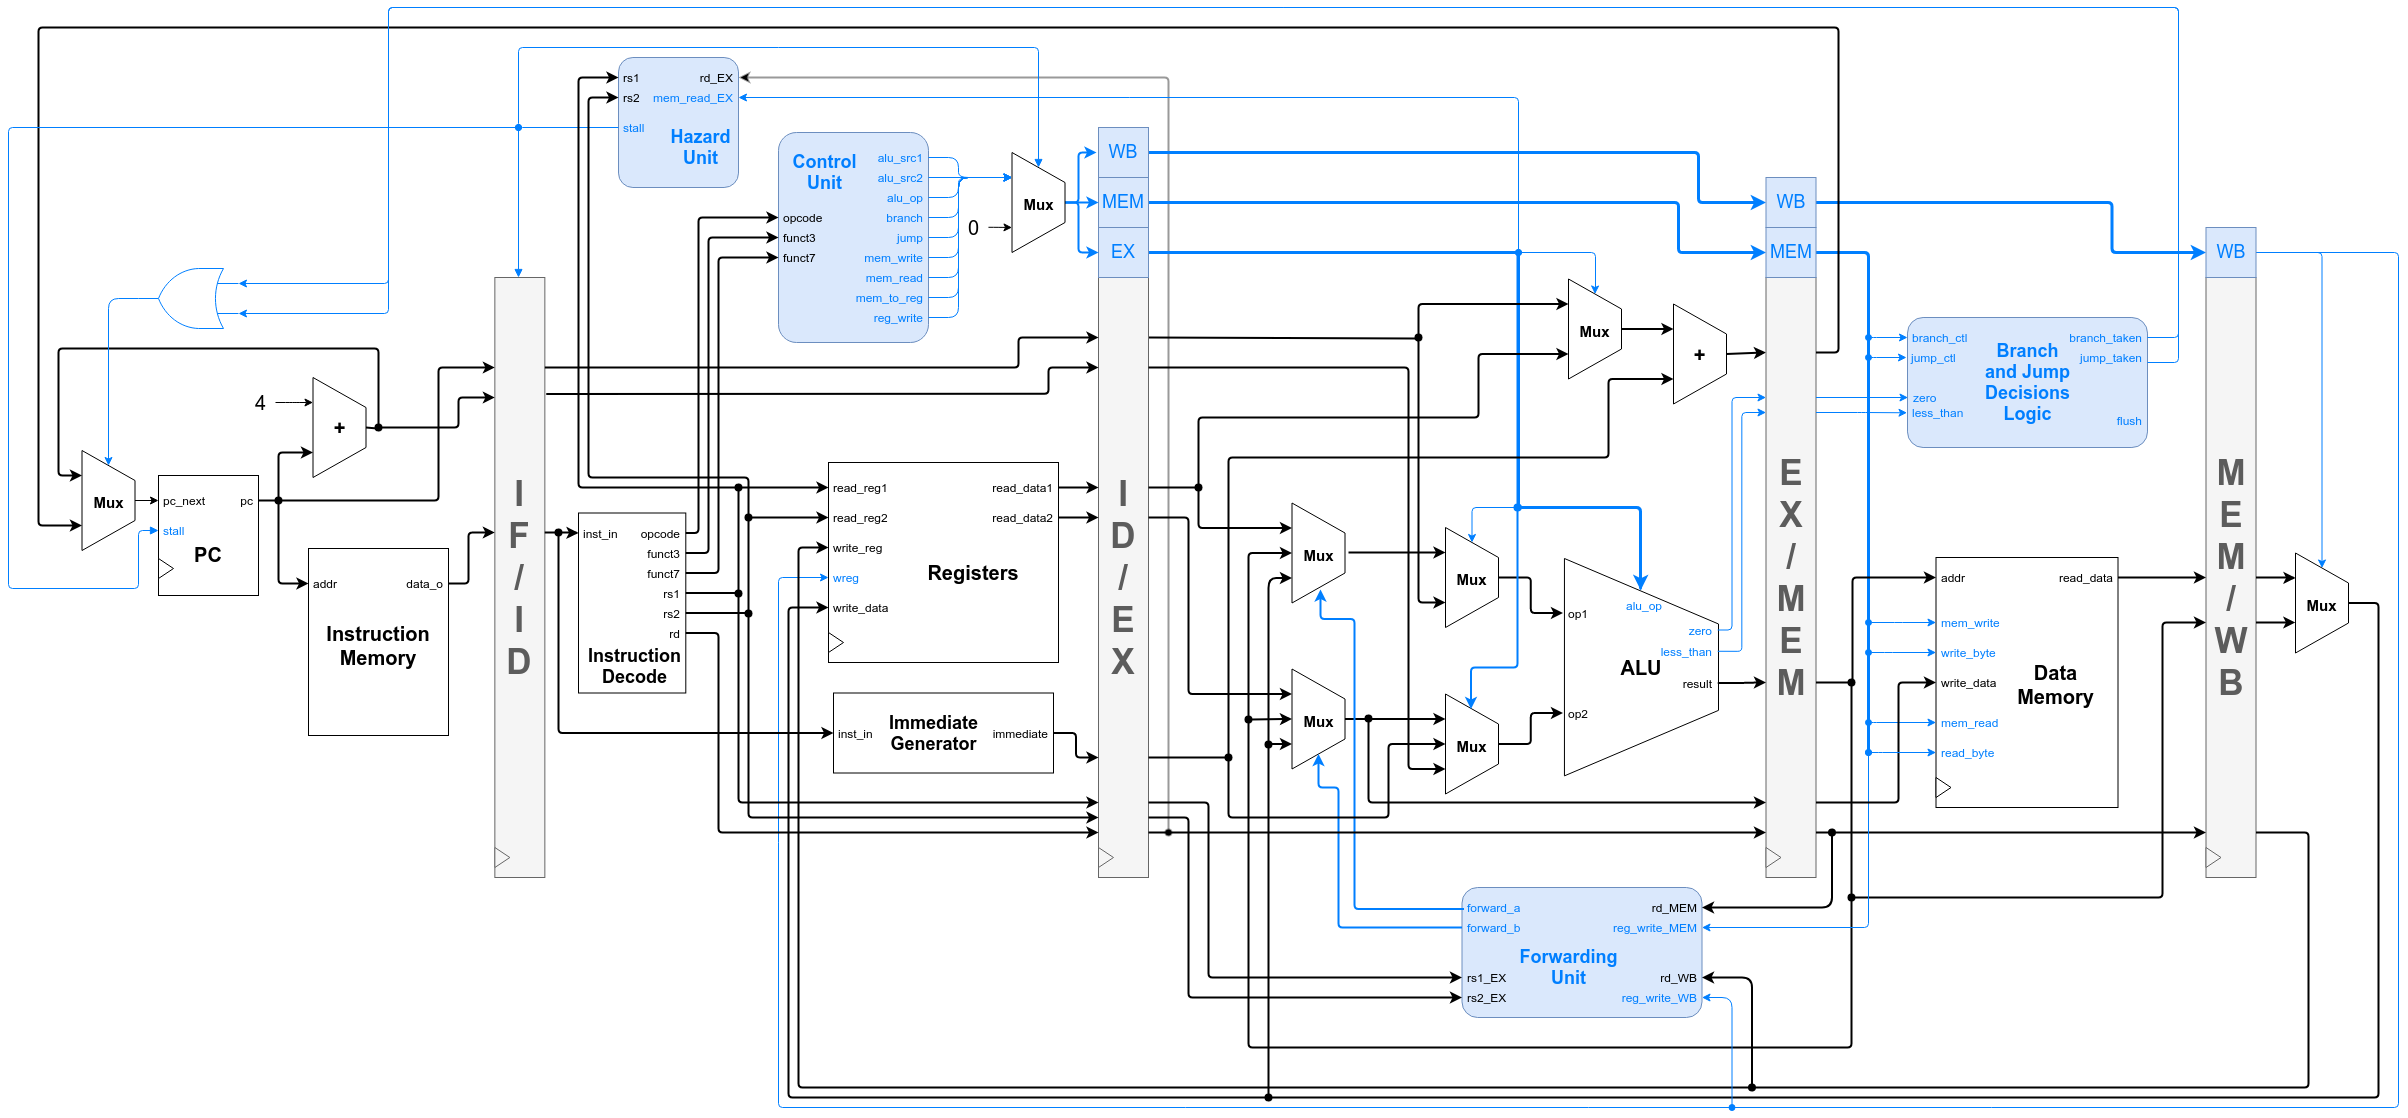 rs1
rd_EX
rs2
mem_read_EX
stall
Hazard
Unit
Control
Unit
alu_src1
alu_src2
alu_op
opcode
branch
funct3
jump
funct7
mem_write
mem_read
mem_to_reg
reg_write
0
Mux
WB
MEM
EX
WB
MEM
WB
4
+
Mux
pc_next
pc
stall
PC
addr
data_o
Instruction
Memory
I
F
/
I
D
inst_in
opcode
funct3
funct7
rs1
rs2
rd
Instruction
Decode
read_reg1
read_data1
read_reg2
read_data2
write_reg
wreg
write_data
Registers
inst_in
Immediate
Generator
immediate
I
D
/
E
X
Mux
+
Mux
Mux
Mux
Mux
op1
alu_op
zero
less_than
ALU
result
op2
E
X
/
M
E
M
branch_ctl
branch_taken
jump_ctl
jump_taken
Branch
and Jump
Decisions
Logic
zero
less_than
flush
addr
read_data
mem_write
write_byte
write_data
Data
Memory
mem_read
read_byte
M
E
M
/
W
B
Mux
forward_a
rd_MEM
forward_b
reg_write_MEM
Forwarding
Unit
rs1_EX
rd_WB
rs2_EX
reg_write_WB